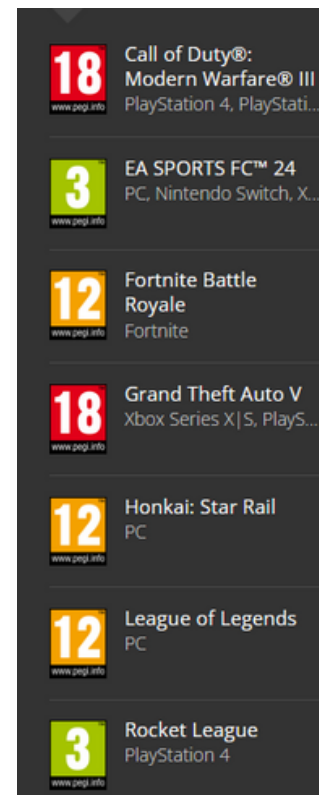 18
www.pegi.info
Call of Duty®:
Modern Warfare® III
PlayStation 4, PlayStati...
3
www.pegi.info
EA SPORTS FC™ 24
PC, Nintendo Switch, X...
12
www.pegi.info
Fortnite Battle
Royale
Fortnite
18
www.pegi.info
Grand Theft Auto V
Xbox Series X|S, PlayS...
12
www.pegi.info
Honkai: Star Rail
PC
12
www.pegi.info
League of Legends
PC
3
www.pegi.info
Rocket League
PlayStation 4